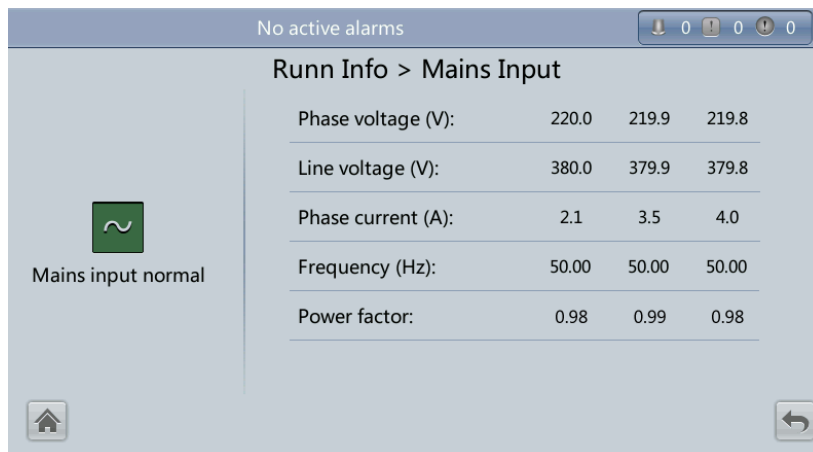 No active alarms 0 0 0
Runn Info > Mains Input
Phase voltage (V): 220.0 219.9 219.8
Line voltage (V): 380.0 379.9 379.8
Phase current (A): 2.1 3.5 4.0
Mains input normal
Frequency (Hz): 50.00 50.00 50.00
Power factor: 0.98 0.99 0.98